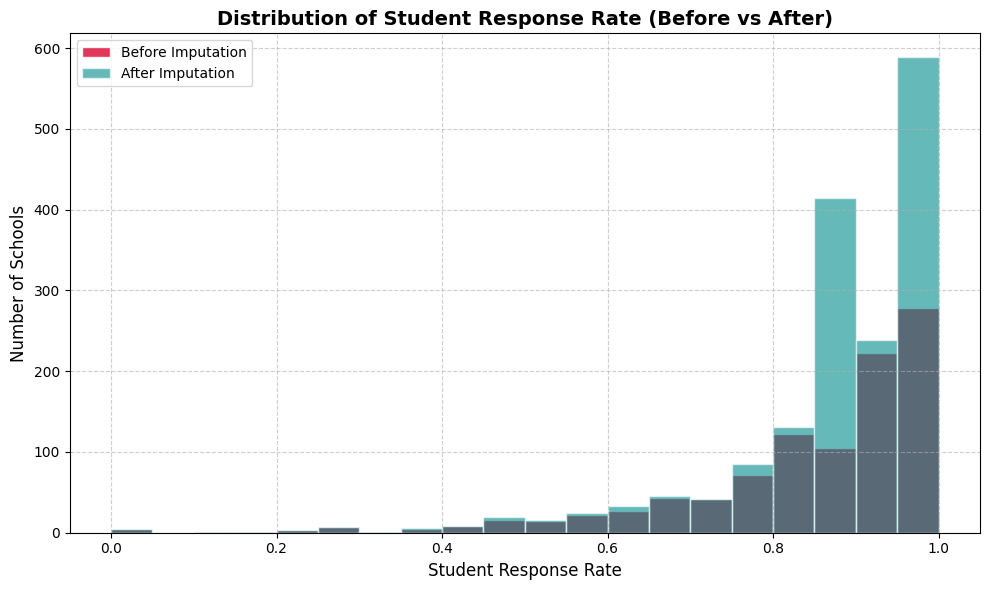 Distribution of Student Response Rate (Before vs After)
Before Imputation
After Imputation
Number of Schools
600
500
400
300
200
100
0
0.0 0.2 0.4 0.6 0.8 1.0
Student Response Rate